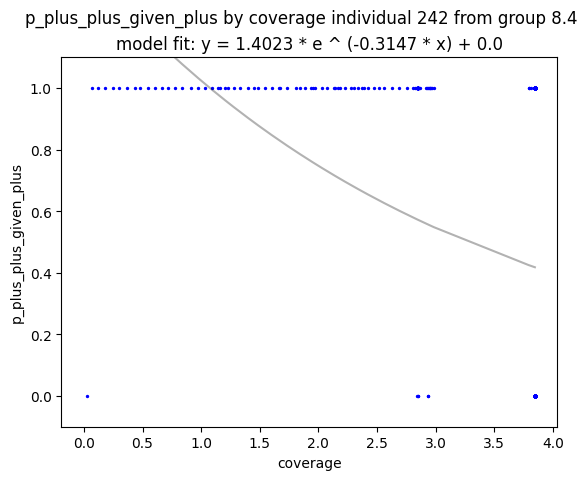 p_plus_plus_given_plus by coverage individual 242 from group 8.4
model fit: y = 1.4023 * e ^ (-0.3147 * x) + 0.0
1.0
0.8
0.6
0.4
0.2
0.0
p_plus_plus_given_plus
0.0 0.5 1.0 1.5 2.0 2.5 3.0 3.5 4.0
coverage